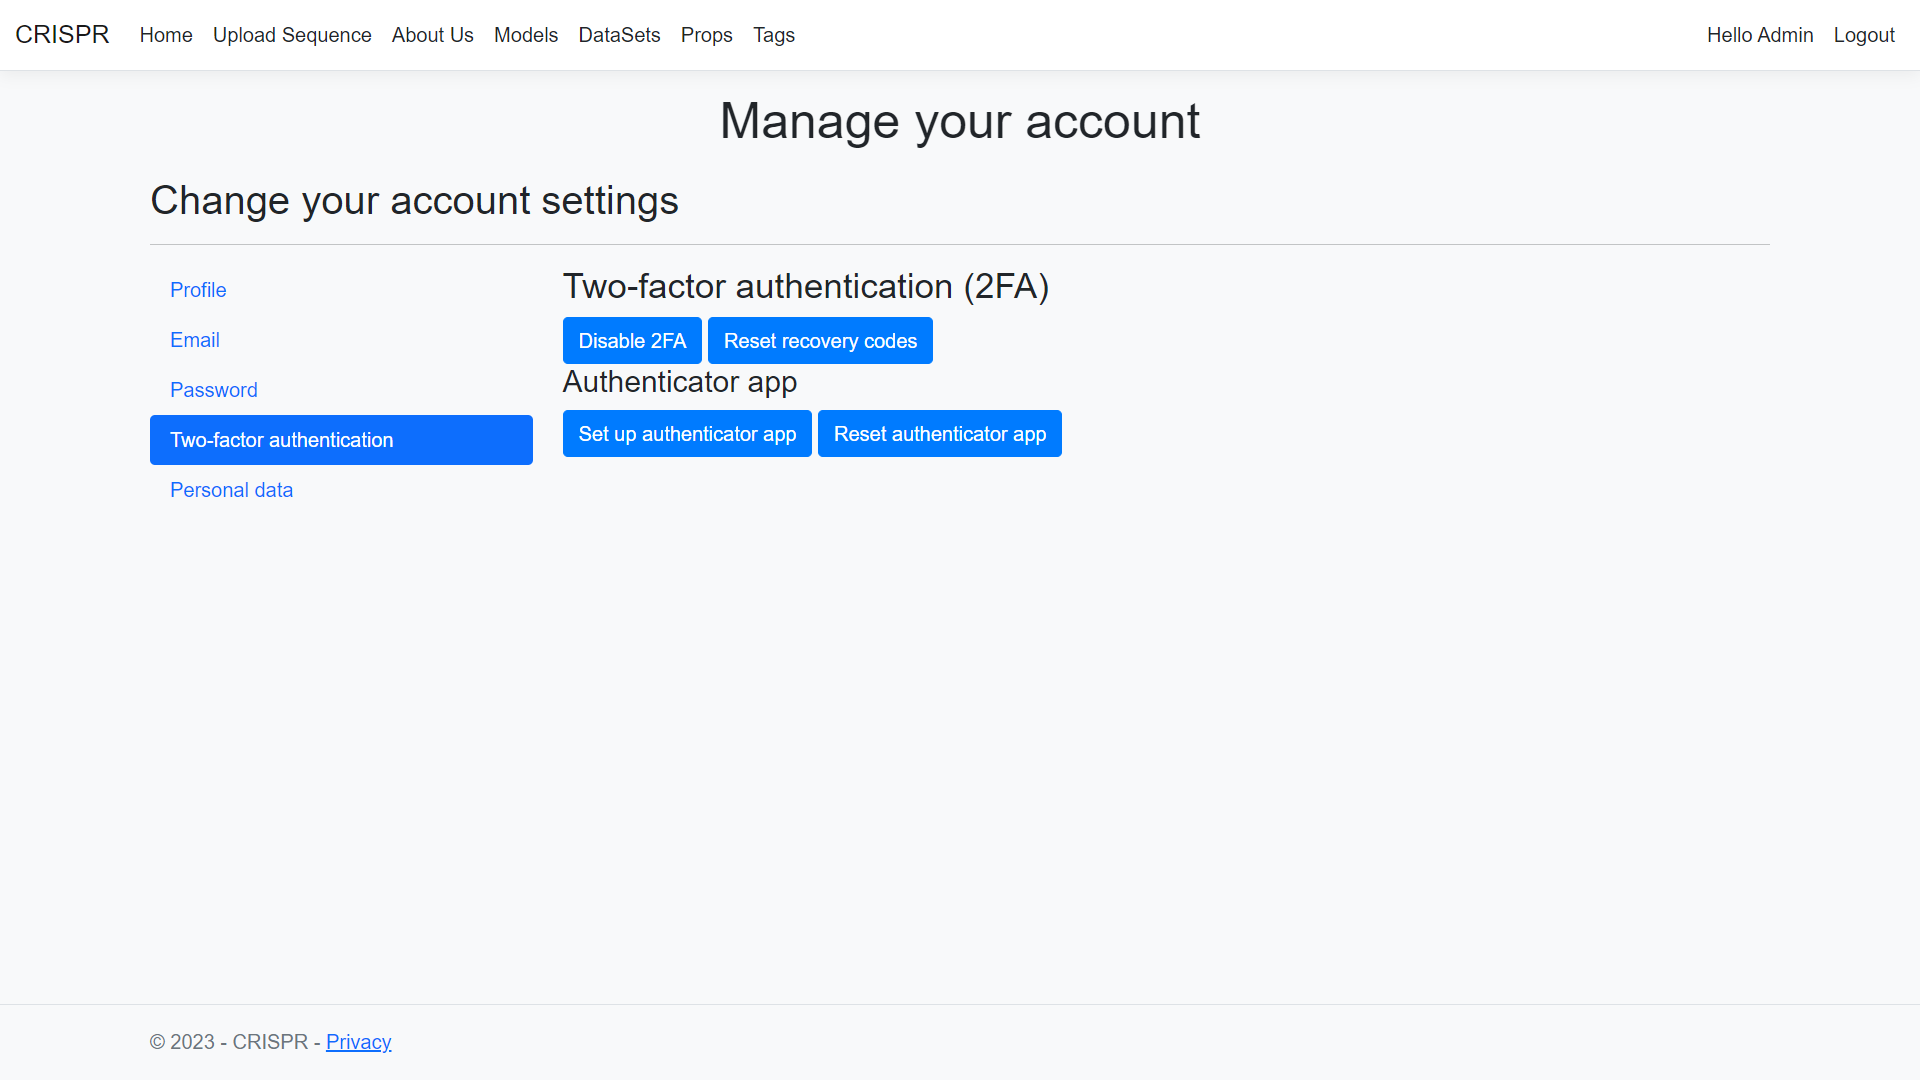 CRISPR Home Upload Sequence About Us Models DataSets Props Tags Hello Admin Logout
Manage your account
Change your account settings
Profile
Email
Password
Two-factor authentication
Personal data
Two-factor authentication (2FA)
Disable 2FA Reset recovery codes
Authenticator app
Set up authenticator app Reset authenticator app
© 2023 - CRISPR - Privacy